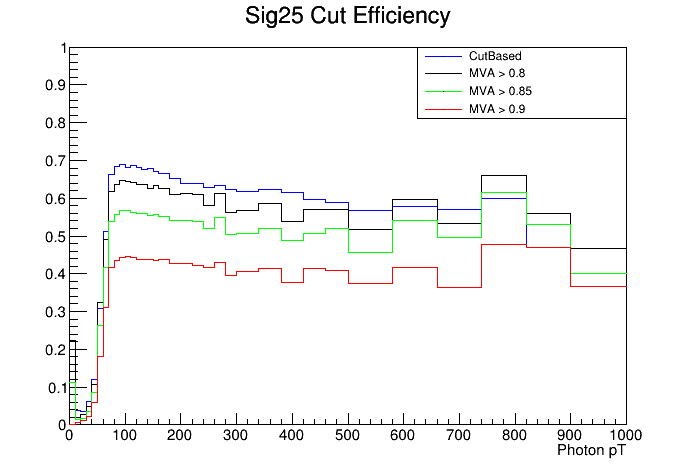 Sig25 Cut Efficiency
CutBased
MVA > 0.8
MVA > 0.85
MVA > 0.9
1
0.9
0.8
0.7
0.6
0.5
0.4
0.3
0.2
0.1
0
0 100 200 300 400 500 600 700 800 900 1000
Photon pT